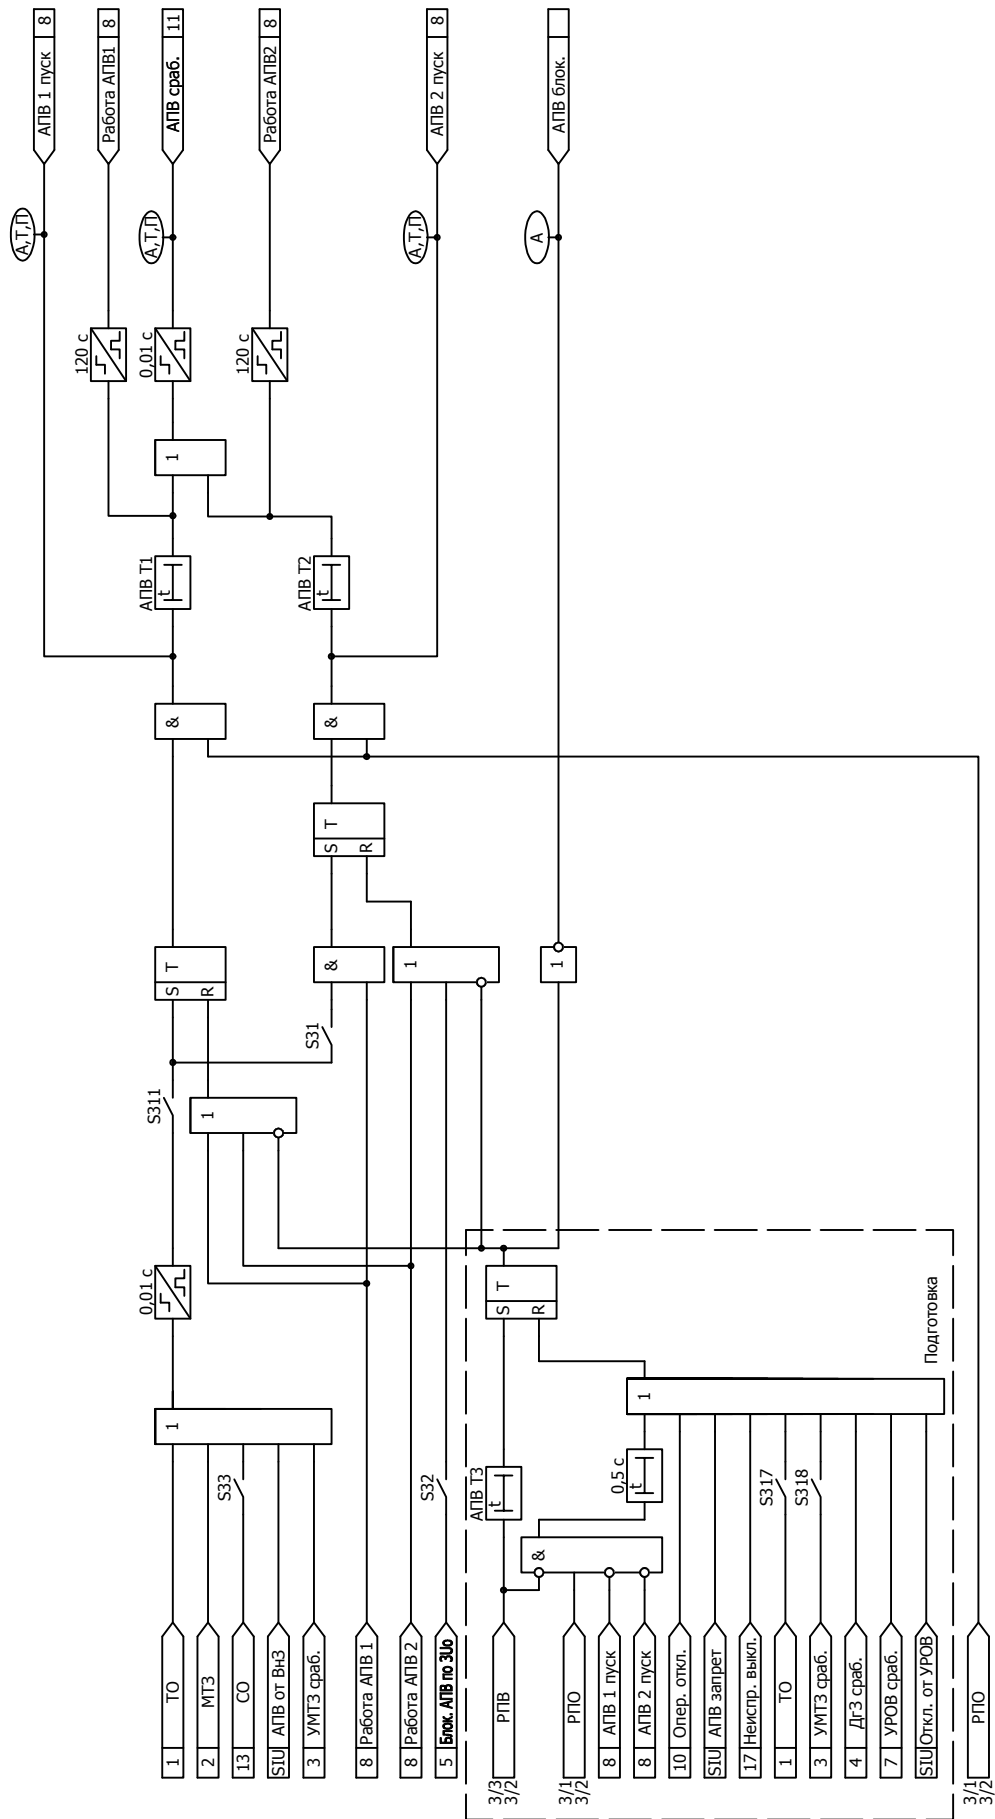 АПВ 1 пуск 8
Работа АПВ1 8
АПВ сраб. 11
Работа АПВ2 8
АПВ 2 пуск 8
АПВ блок.
А,Т,П
А,Т,П
А,Т,П
А
120 с
0,01 с
120 с
1
АПВ Т1
t
АПВ Т2
t
&
&
S T
R
S T
R
&
1
1
S31
S311
1
0,01 с
S T
R
Подготовка
1
1
S33
S32
АПВ Т3
t
0,5 с
t
S317
S318
&
1 ТО
2 МТЗ
13 СО
SIU АПВ от ВнЗ
3 УМТЗ сраб.
8 Работа АПВ 1
8 Работа АПВ 2
5 Блок. АПВ по 3Uo
3/3
3/2
РПВ
3/1
3/2
РПО
8 АПВ 1 пуск
8 АПВ 2 пуск
10 Опер. откл.
SIU АПВ запрет
17 Неиспр. выкл.
1 ТО
3 УМТЗ сраб.
4 ДгЗ сраб.
7 УРОВ сраб.
SIU Откл. от УРОВ
3/1
3/2
РПО